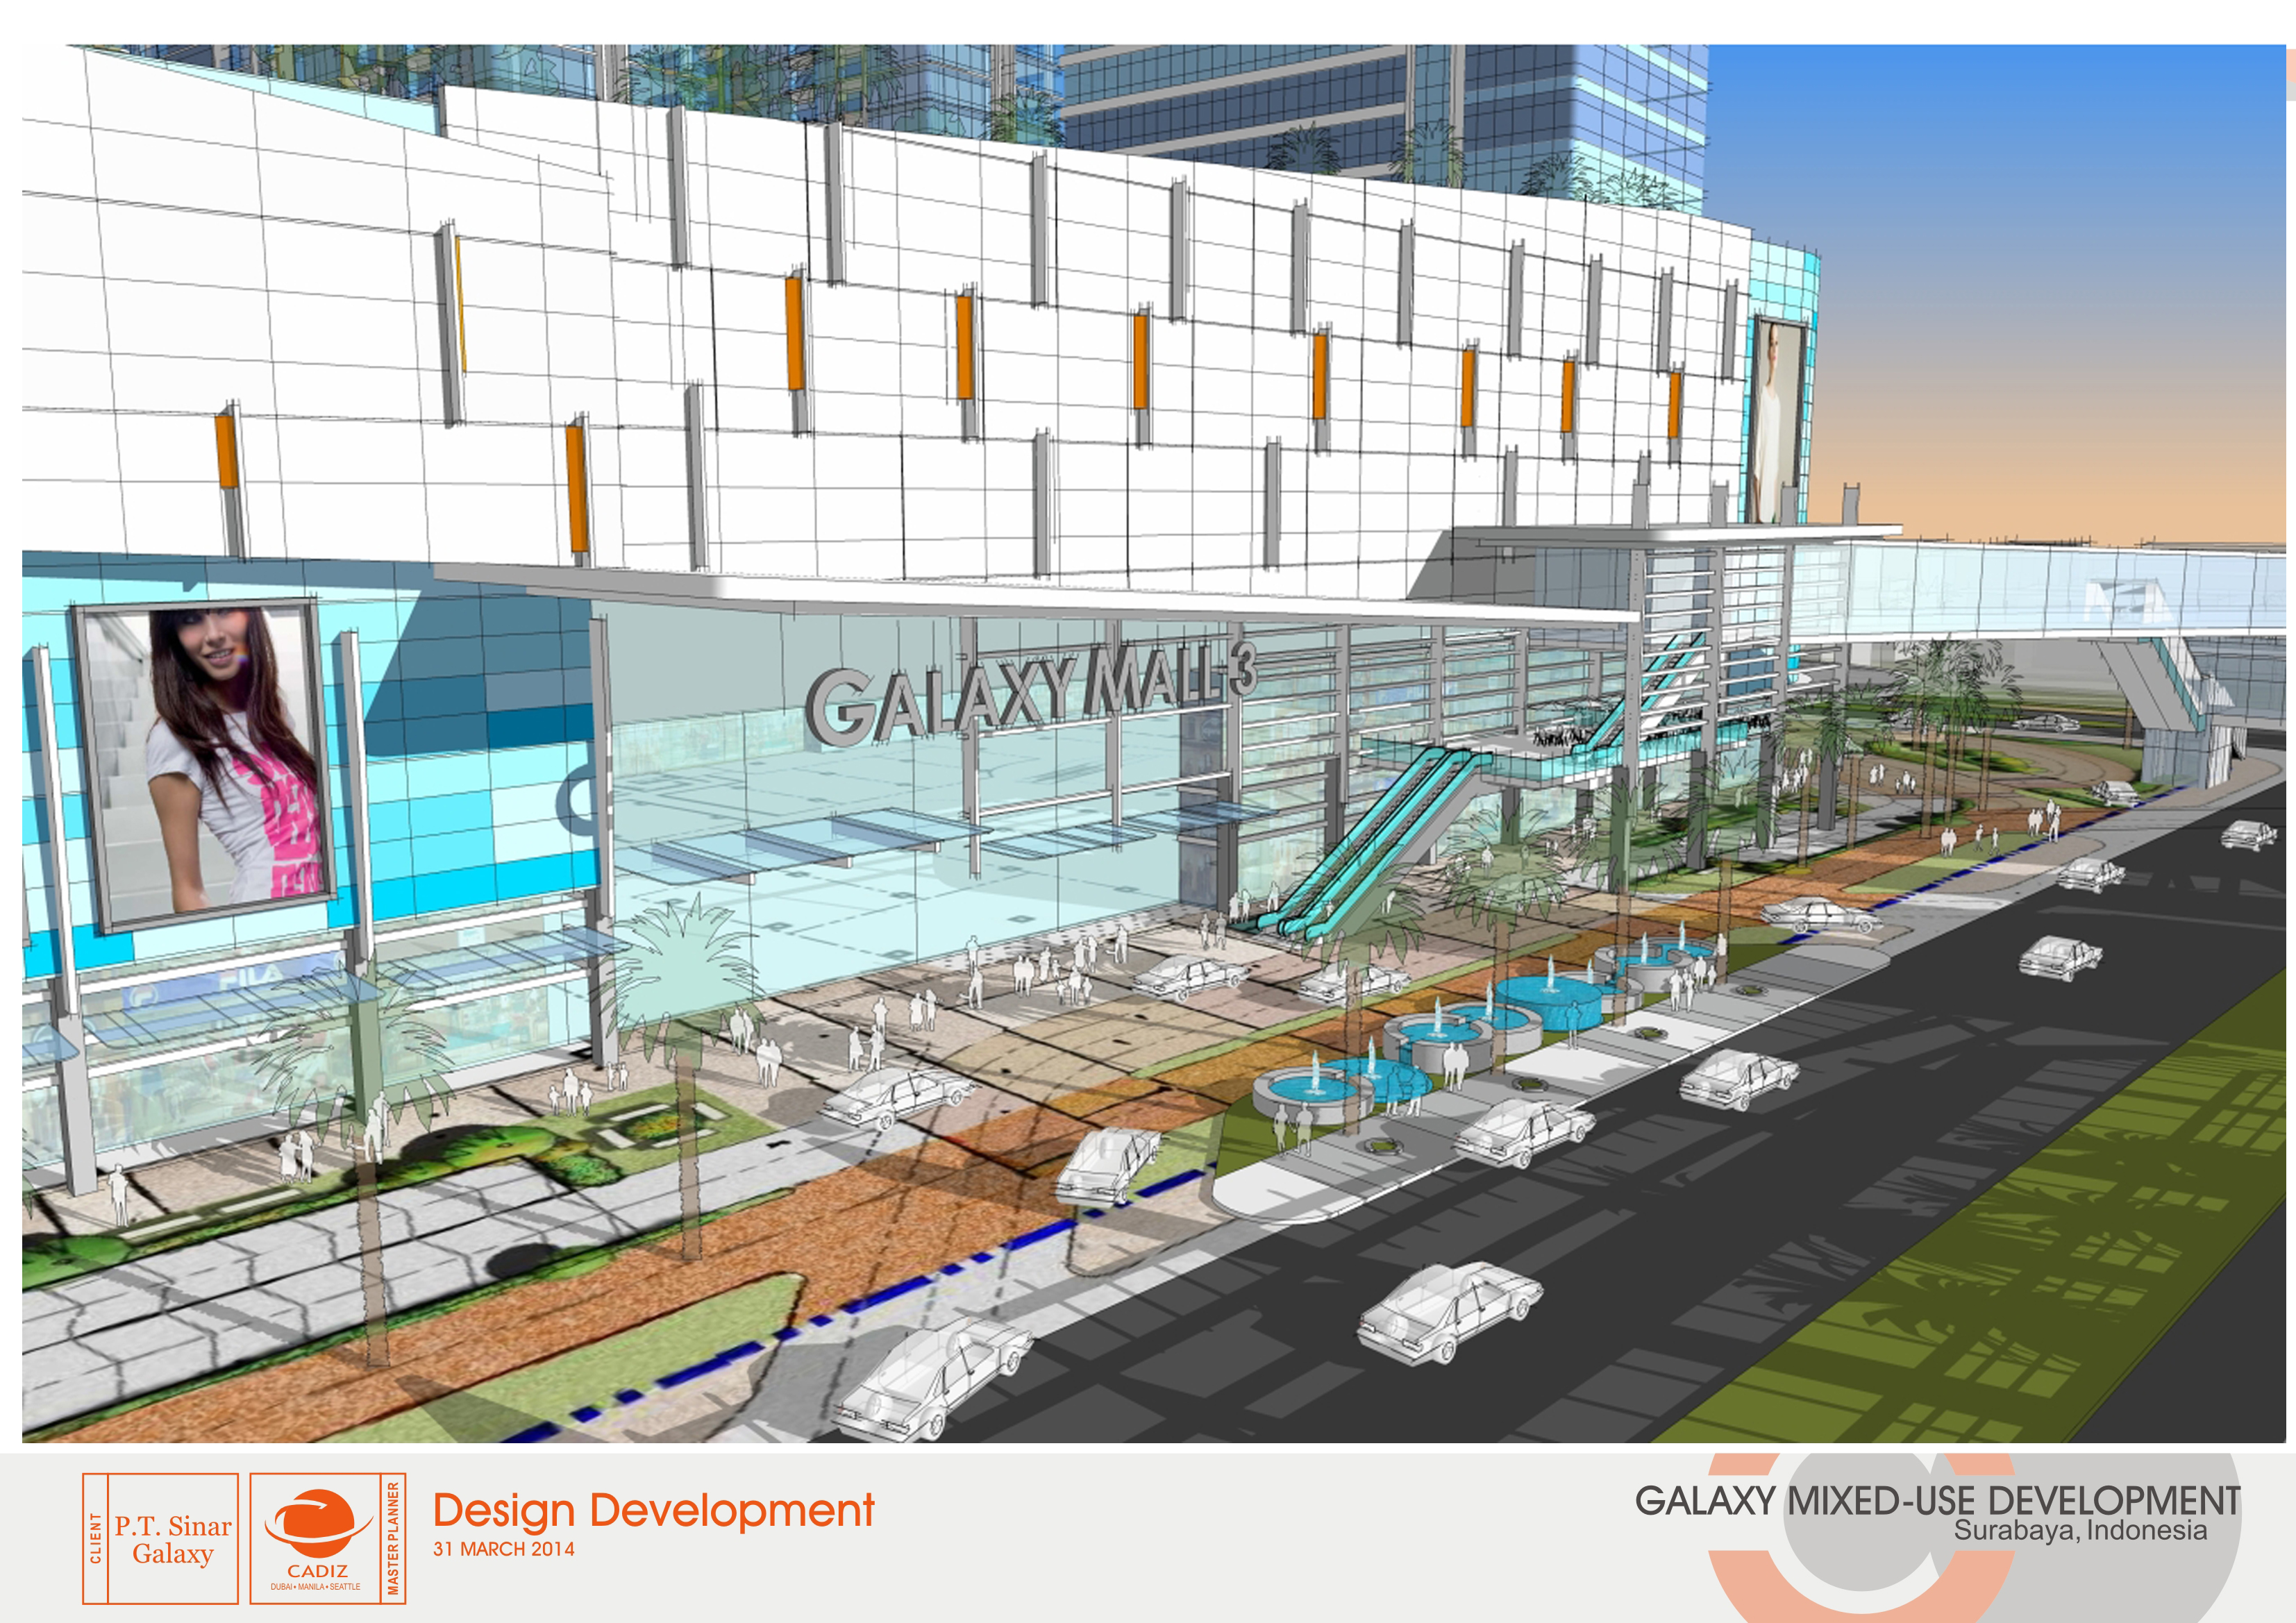 GALAXY MALL 3
FILA
CLIENT
P.T. Sinar
Galaxy
CADIZ
DUBAI • MANILA • SEATTLE
MASTER PLANNER
Design Development
31 MARCH 2014
GALAXY MIXED-USE DEVELOPMENT
Surabaya, Indonesia